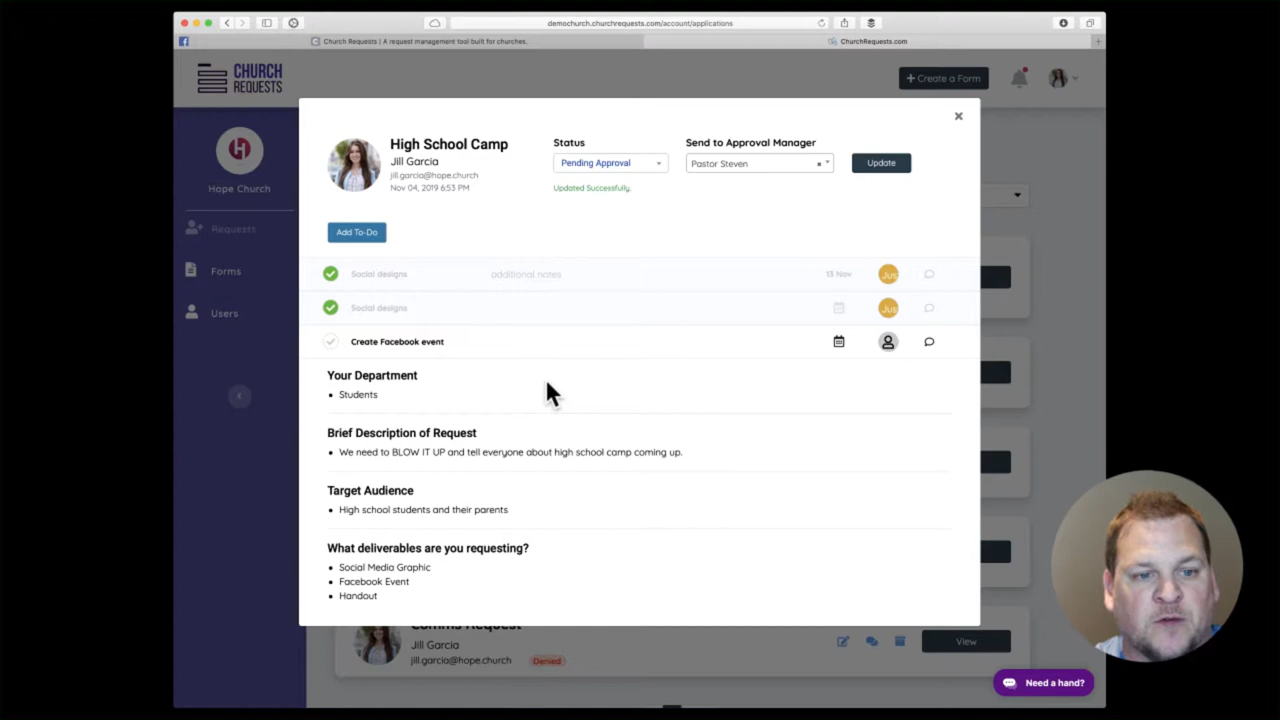 demochurch.churchrequests.com/account/applications
Church Requests | A request management tool built for churches.
ChurchRequests.com
CHURCH REQUESTS
+ Create a Form
Hope Church
Requests
Forms
Users
High School Camp
Jill Garcia
jill.garcia@hope.church
Nov 04, 2019 6:53 PM
Status
Pending Approval
Updated Successfully.
Send to Approval Manager
Pastor Steven
Update
Add To-Do
Social designs additional notes 13 Nov Jus
Social designs Jus
Create Facebook event
Your Department
Students
Brief Description of Request
We need to BLOW IT UP and tell everyone about high school camp coming up.
Target Audience
High school students and their parents
What deliverables are you requesting?
Social Media Graphic
Facebook Event
Handout
Comms Request
Jill Garcia
jill.garcia@hope.church
Denied
View
Need a hand?